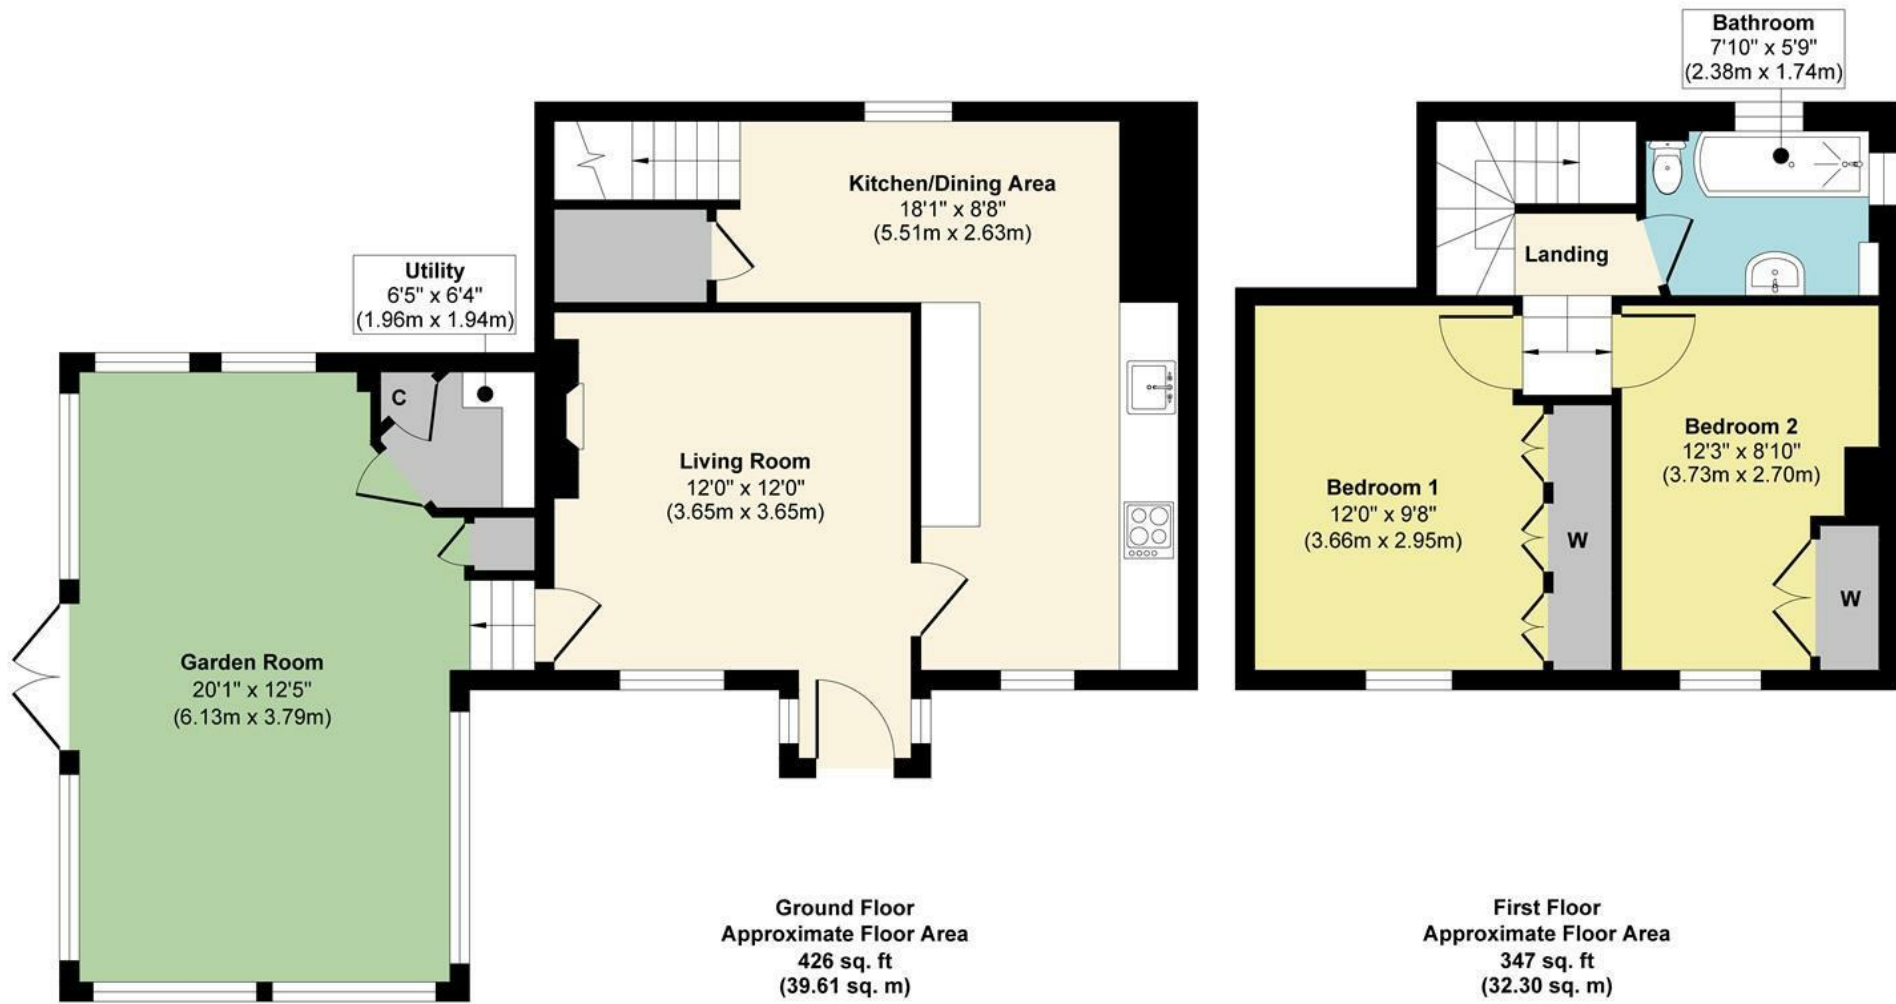 Bathroom
7'10" x 5'9"
(2.38m x 1.74m)
Kitchen/Dining Area
18'1" x 8'8"
(5.51m x 2.63m)
Landing
Utility
6'5" x 6'4"
(1.96m x 1.94m)
C
Living Room
12'0" x 12'0"
(3.65m x 3.65m)
Bedroom 1
12'0" x 9'8"
(3.66m x 2.95m)
W
Bedroom 2
12'3" x 8'10"
(3.73m x 2.70m)
W
Garden Room
20'1" x 12'5"
(6.13m x 3.79m)
Ground Floor
Approximate Floor Area
426 sq. ft
(39.61 sq. m)
First Floor
Approximate Floor Area
347 sq. ft
(32.30 sq. m)